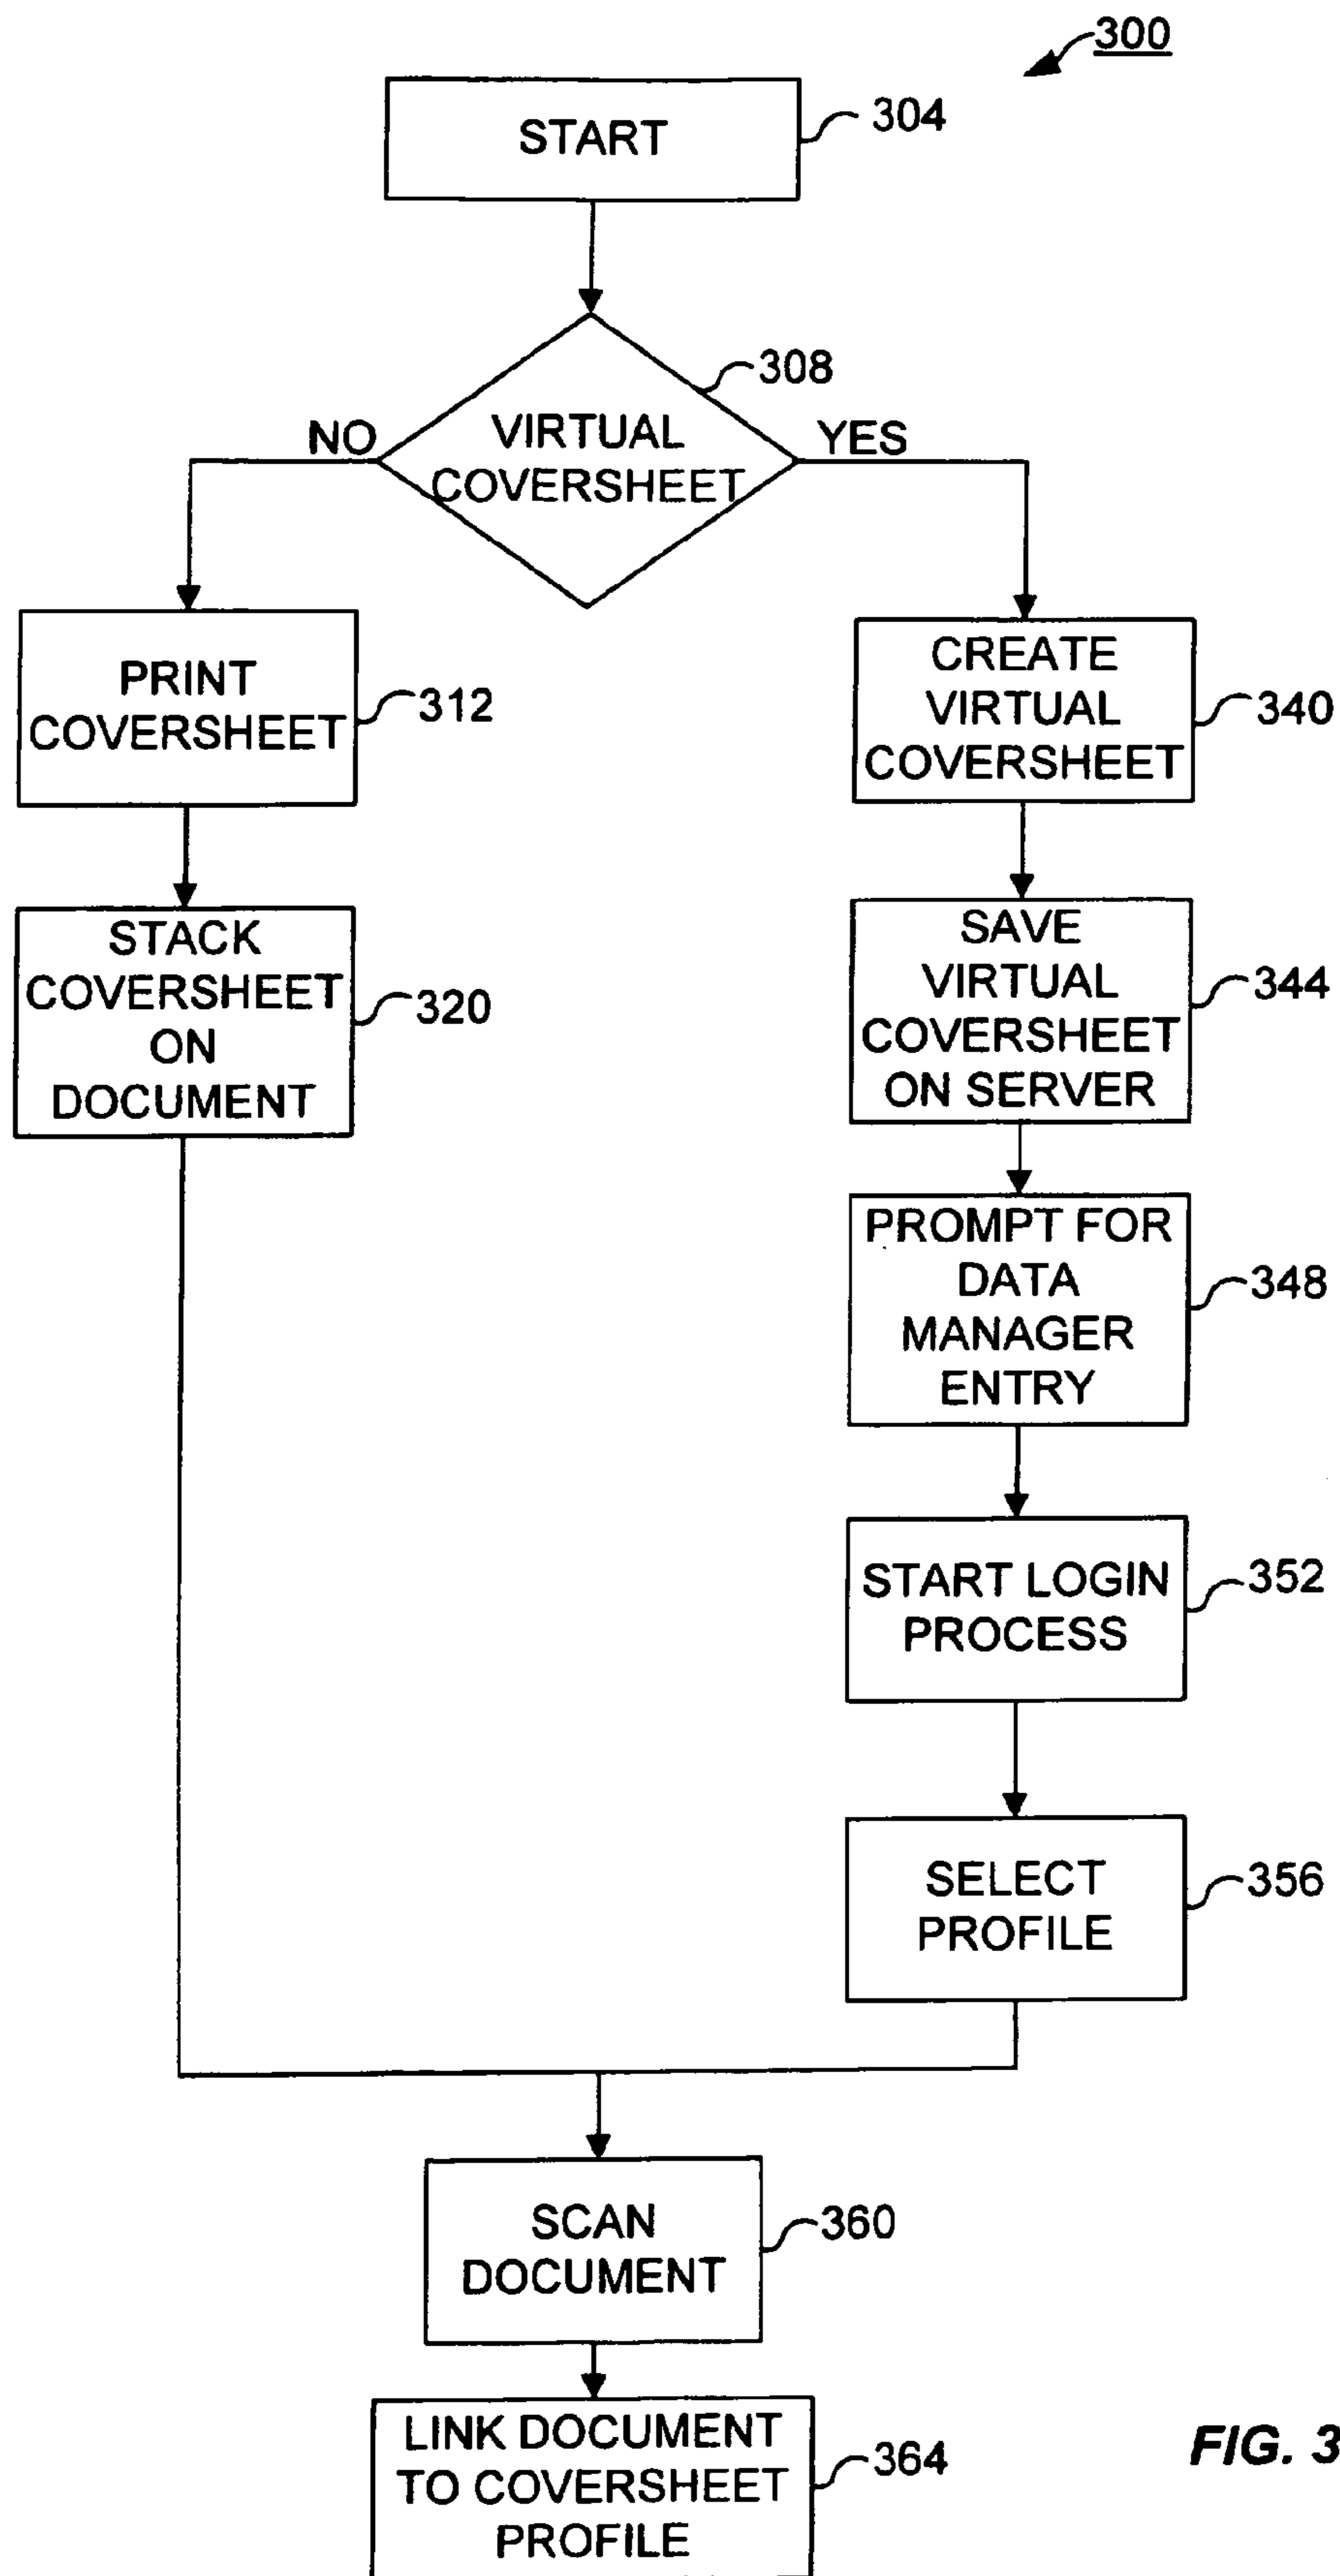 300
START
304
308
NO
VIRTUAL
COVERSHEET
YES
PRINT
COVERSHEET
312
CREATE
VIRTUAL
COVERSHEET
340
STACK
COVERSHEET
ON
DOCUMENT
320
SAVE
VIRTUAL
COVERSHEET
ON SERVER
344
PROMPT FOR
DATA
MANAGER
ENTRY
348
START LOGIN
PROCESS
352
SELECT
PROFILE
356
SCAN
DOCUMENT
360
LINK DOCUMENT
TO COVERSHEET
PROFILE
364
FIG. 3